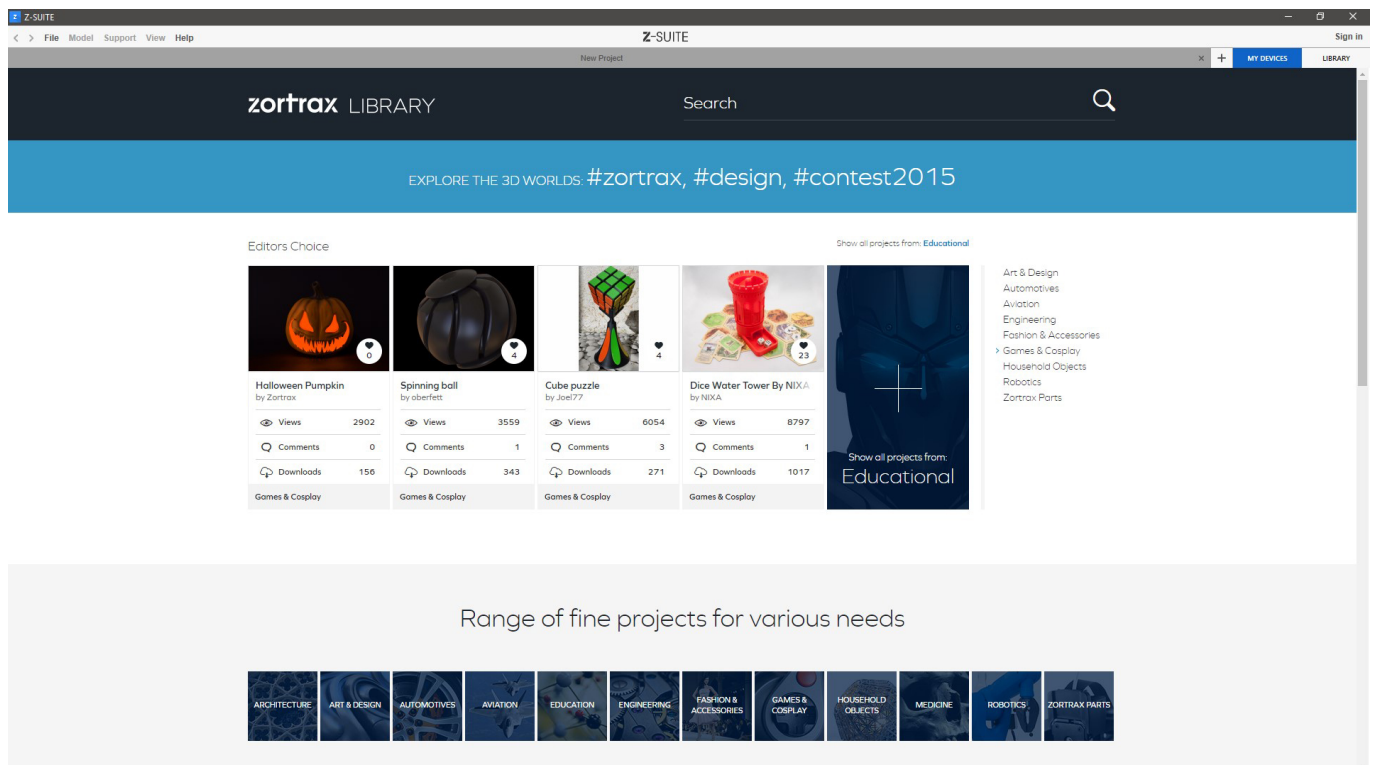 Z-SUITE
File Model Support View Help
Z-SUITE
Sign in
New Project
MY DEVICES
LIBRARY
zortrax LIBRARY
Search
EXPLORE THE 3D WORLDS: #zortrax, #design, #contest2015
Editors Choice
Show all projects from: Educational
0
4
4
23
Halloween Pumpkin
by Zortrax
Views 2902
Comments 0
Downloads 156
Games & Cosplay
Spinning ball
by oberfett
Views 3559
Comments 1
Downloads 343
Games & Cosplay
Cube puzzle
by Joel77
Views 6054
Comments 3
Downloads 271
Games & Cosplay
Dice Water Tower By NIXA
by NIXA
Views 8797
Comments 1
Downloads 1017
Games & Cosplay
Show all projects from:
Educational
Art & Design
Automotives
Aviation
Engineering
Fashion & Accessories
Games & Cosplay
Household Objects
Robotics
Zortrax Parts
Range of fine projects for various needs
ARCHITECTURE
ART & DESIGN
AUTOMOTIVES
AVIATION
EDUCATION
ENGINEERING
FASHION &
ACCESSORIES
GAMES &
COSPLAY
HOUSEHOLD
OBJECTS
MEDICINE
ROBOTICS
ZORTRAX PARTS